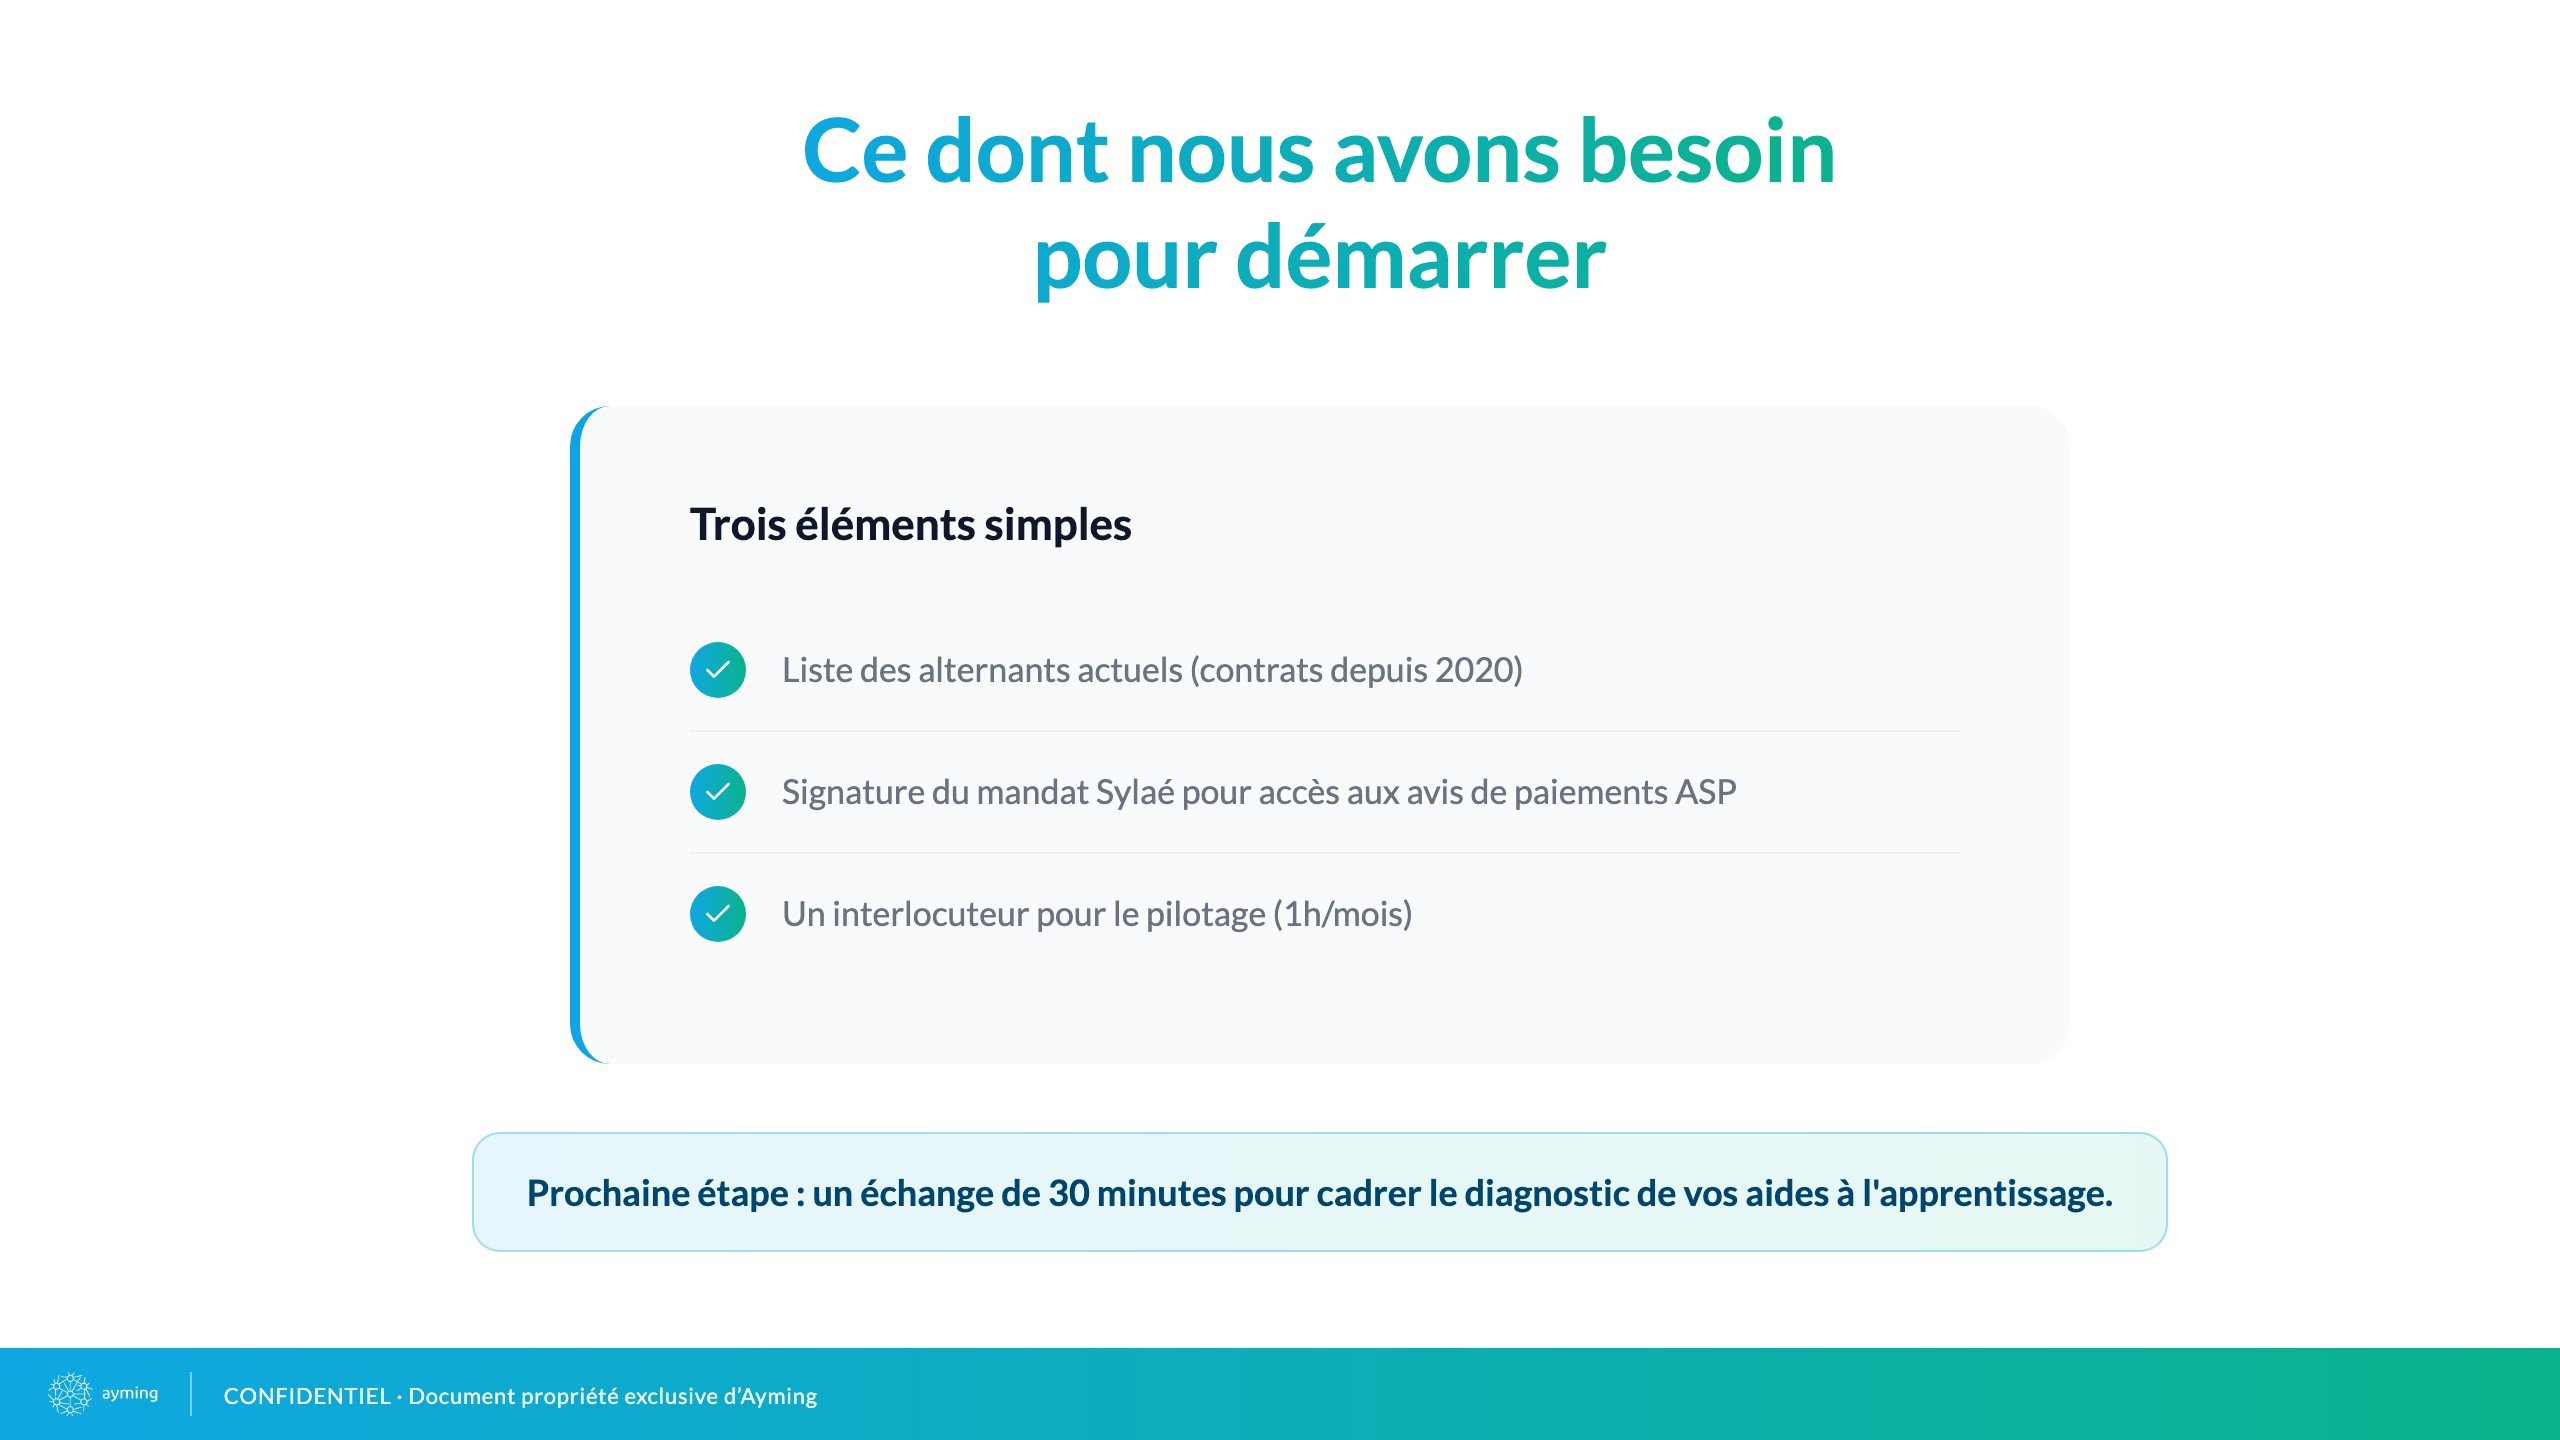 Ce dont nous avons besoin
pour démarrer
Trois éléments simples
Liste des alternants actuels (contrats depuis 2020)
Signature du mandat Sylaé pour accès aux avis de paiements ASP
Un interlocuteur pour le pilotage (1h/mois)
Prochaine étape : un échange de 30 minutes pour cadrer le diagnostic de vos aides à l'apprentissage.
ayming
CONFIDENTIEL · Document propriété exclusive d’Ayming